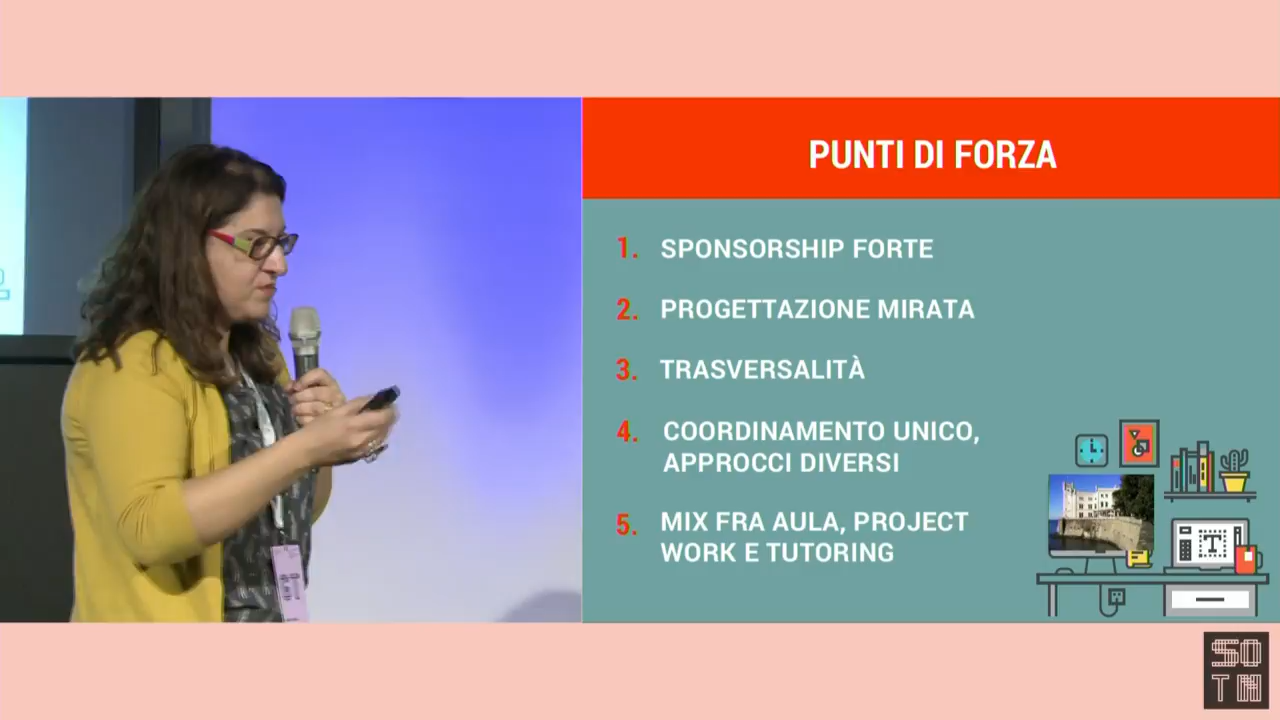 PUNTI DI FORZA
1. SPONSORSHIP FORTE
2. PROGETTAZIONE MIRATA
3. TRASVERSALITÀ
4. COORDINAMENTO UNICO,
APPROCCI DIVERSI
5. MIX FRA AULA, PROJECT
WORK E TUTORING
T
SO
TM